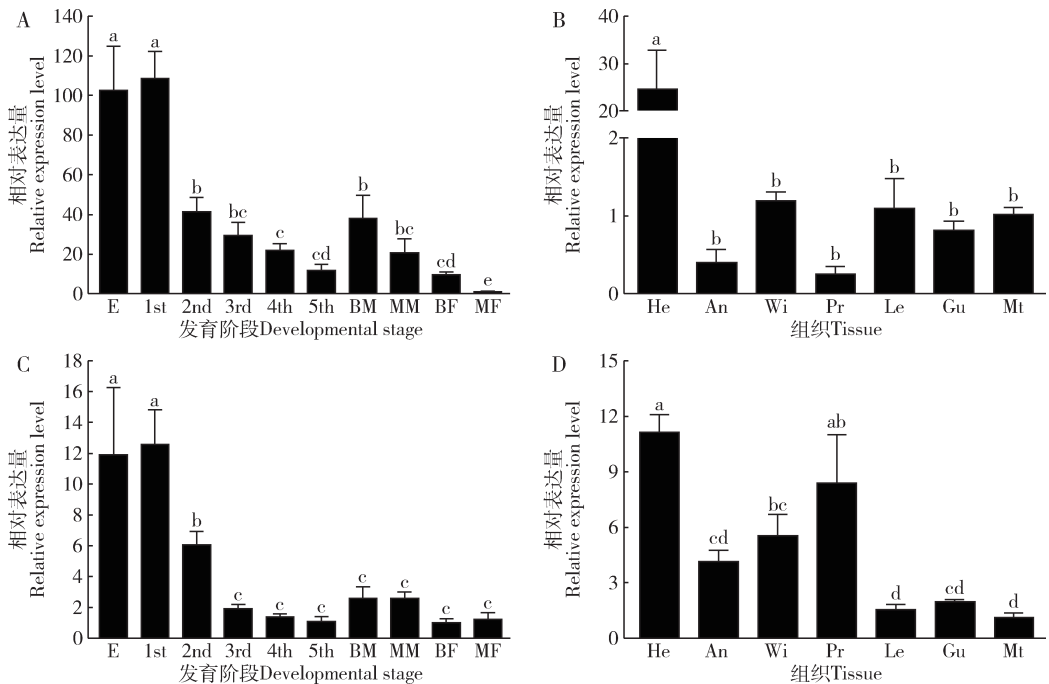 A
相对表达量
Relative expression level
140
120
100
80
60
40
20
0
a
a
b
bc
c
cd
b
bc
cd
e
E 1st 2nd 3rd 4th 5th BM MM BF MF
发育阶段Developmental stage
B
相对表达量
Relative expression level
40
30
20
2
1
0
a
b
b
b
b
b
b
He An Wi Pr Le Gu Mt
组织Tissue
C
相对表达量
Relative expression level
18
16
14
12
10
8
6
4
2
0
a
a
b
c
c
c
c
c
c
c
E 1st 2nd 3rd 4th 5th BM MM BF MF
发育阶段Developmental stage
D
相对表达量
Relative expression level
15
12
9
6
3
0
a
cd
bc
ab
d
cd
d
He An Wi Pr Le Gu Mt
组织Tissue